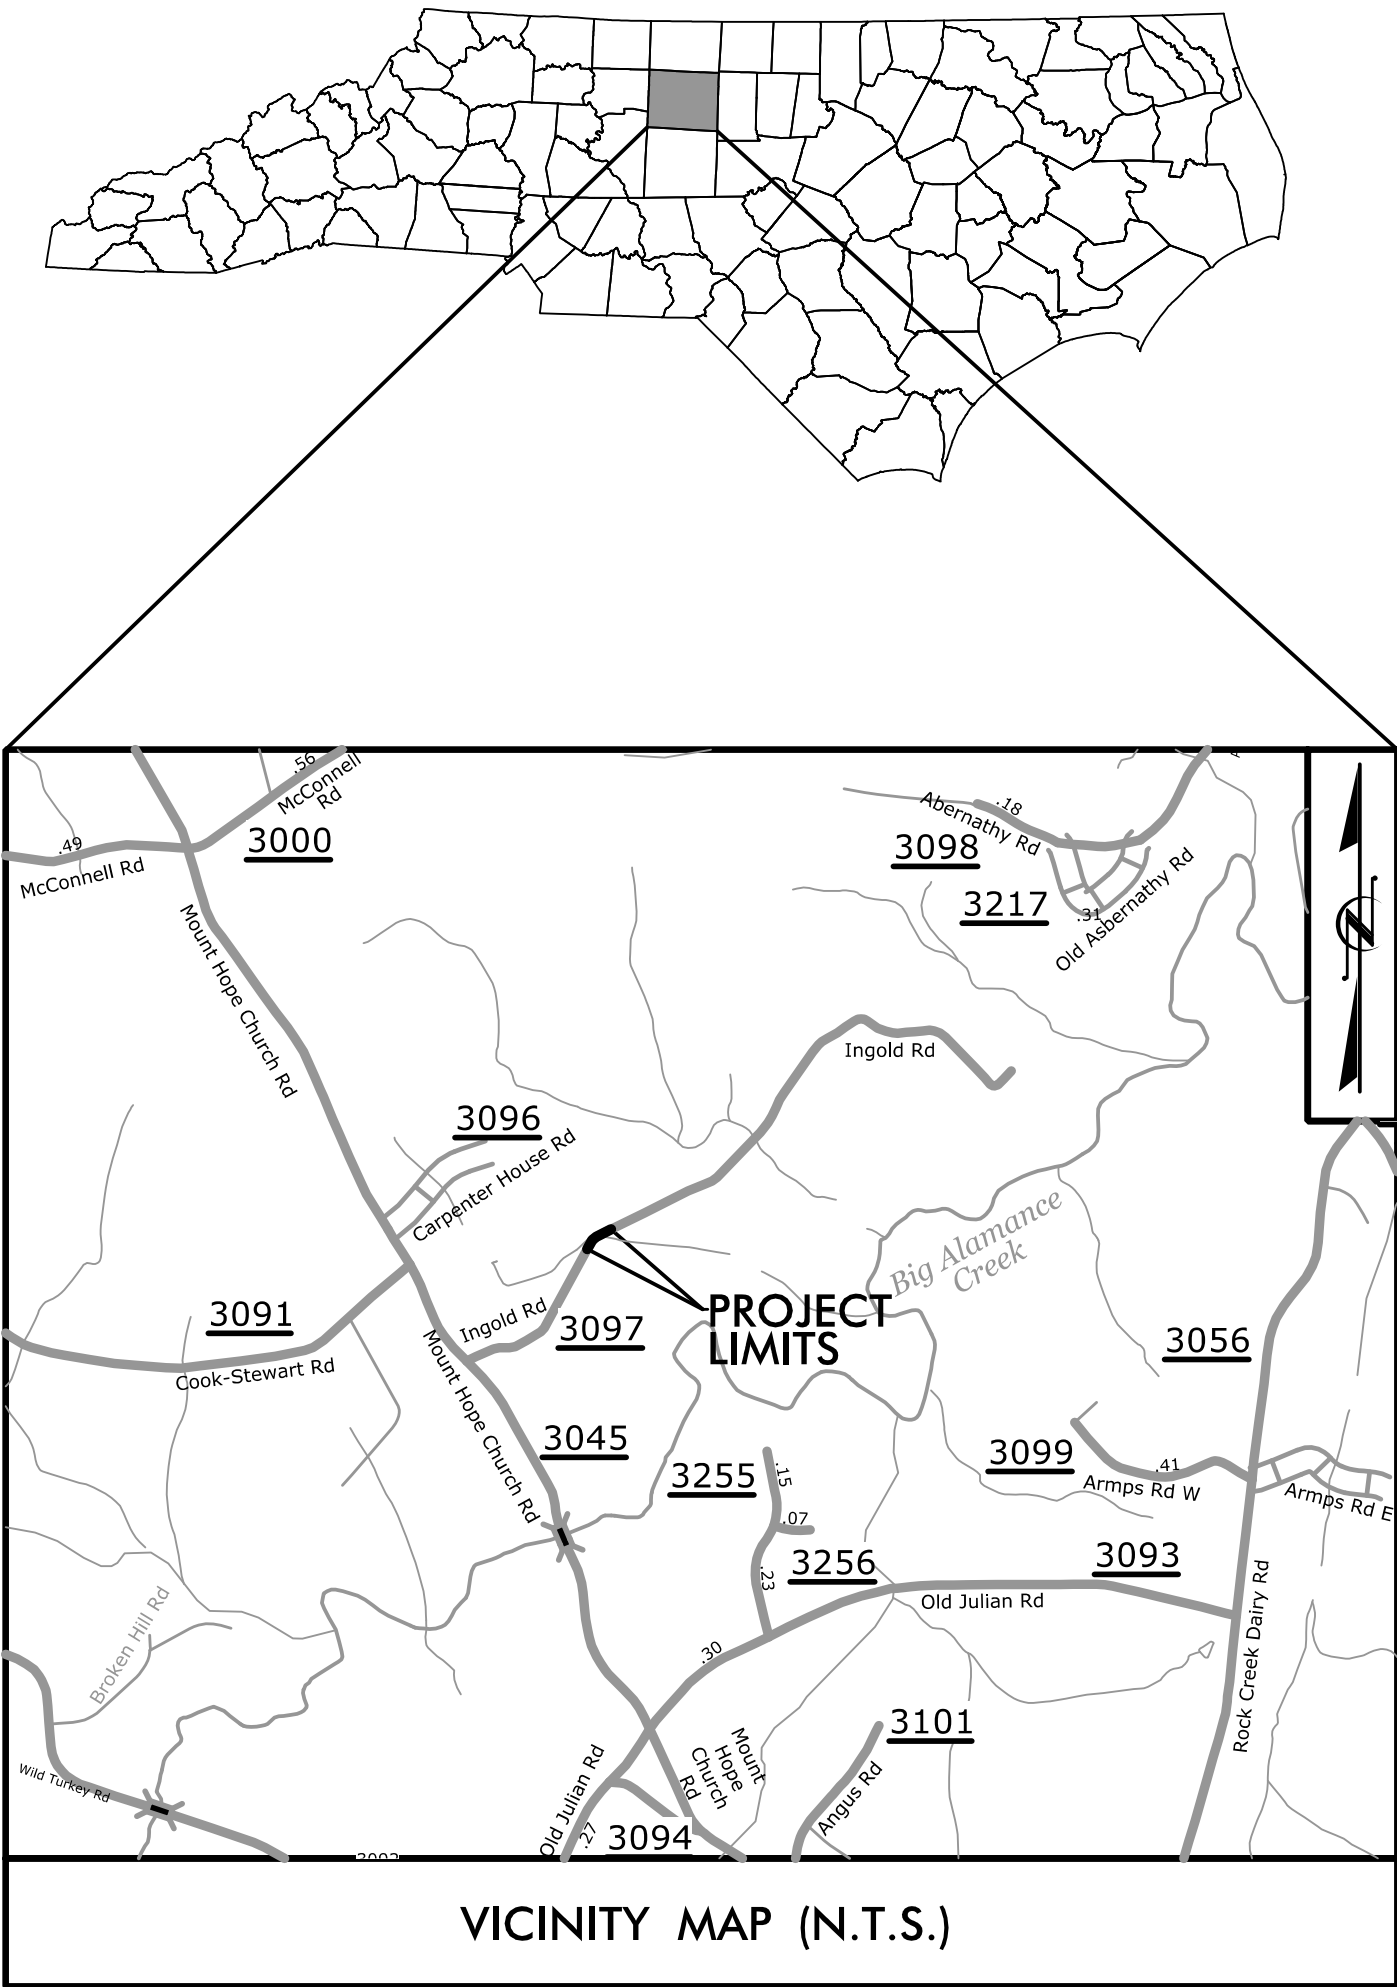 .56
McConnell
Rd
.49
3000
McConnell Rd
.18
Abernathy Rd
3098
3217
.31
Old Asbernathy Rd
Mount Hope Church Rd
Ingold Rd
3096
Carpenter House Rd
Big Alamance
Creek
PROJECT
LIMITS
3091
Ingold Rd
3097
3056
Cook-Stewart Rd
Mount Hope Church Rd
3045
3255
.15
3099
.41
Armps Rd W
Armps Rd E
.07
3256
.23
3093
Old Julian Rd
Broken Hill Rd
.30
Rock Creek Dairy Rd
3101
Mount
Hope
Church
Rd
Wild Turkey Rd
Old Julian Rd
.27
3094
Angus Rd
VICINITY MAP (N.T.S.)